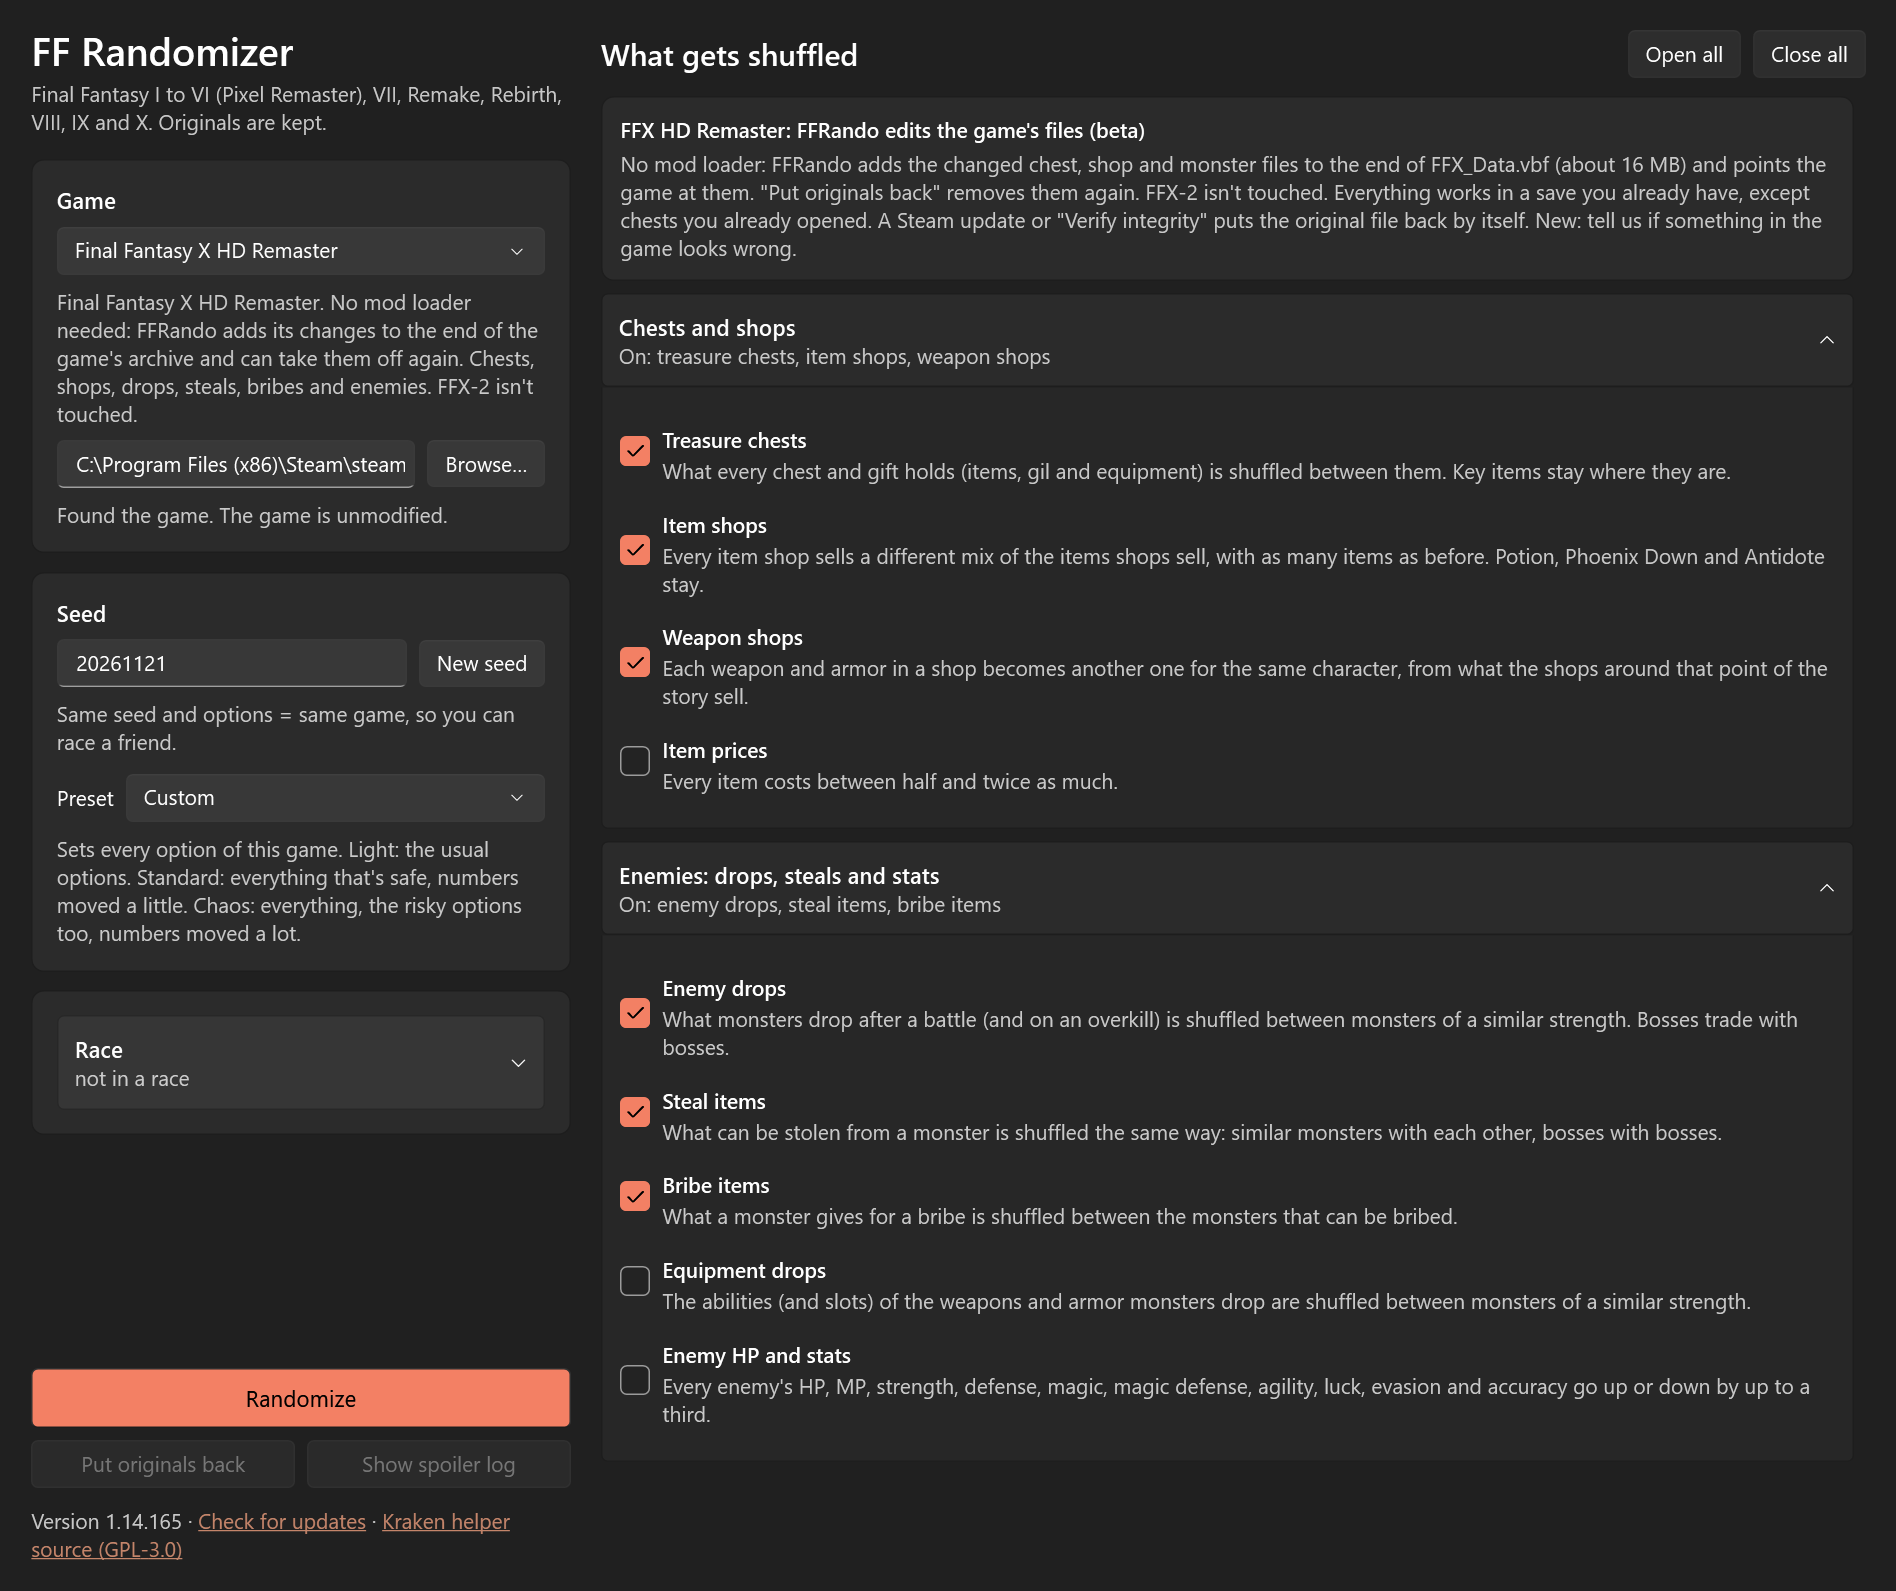 FF Randomizer
Final Fantasy I to VI (Pixel Remaster), VII, Remake, Rebirth,
VIII, IX and X. Originals are kept.
Game
Final Fantasy X HD Remaster
Final Fantasy X HD Remaster. No mod loader
needed: FFRando adds its changes to the end of the
game's archive and can take them off again. Chests,
shops, drops, steals, bribes and enemies. FFX-2 isn't
touched.
C:\Program Files (x86)\Steam\steam
Browse...
Found the game. The game is unmodified.
Seed
20261121
New seed
Same seed and options = same game, so you can
race a friend.
Preset
Custom
Sets every option of this game. Light: the usual
options. Standard: everything that's safe, numbers
moved a little. Chaos: everything, the risky options
too, numbers moved a lot.
Race
not in a race
Randomize
Put originals back
Show spoiler log
Version 1.14.165 · Check for updates · Kraken helper
source (GPL-3.0)
What gets shuffled
Open all
Close all
FFX HD Remaster: FFRando edits the game's files (beta)
No mod loader: FFRando adds the changed chest, shop and monster files to the end of FFX_Data.vbf (about 16 MB) and points the
game at them. "Put originals back" removes them again. FFX-2 isn't touched. Everything works in a save you already have, except
chests you already opened. A Steam update or "Verify integrity" puts the original file back by itself. New: tell us if something in the
game looks wrong.
Chests and shops
On: treasure chests, item shops, weapon shops
Treasure chests
What every chest and gift holds (items, gil and equipment) is shuffled between them. Key items stay where they are.
Item shops
Every item shop sells a different mix of the items shops sell, with as many items as before. Potion, Phoenix Down and Antidote
stay.
Weapon shops
Each weapon and armor in a shop becomes another one for the same character, from what the shops around that point of the
story sell.
Item prices
Every item costs between half and twice as much.
Enemies: drops, steals and stats
On: enemy drops, steal items, bribe items
Enemy drops
What monsters drop after a battle (and on an overkill) is shuffled between monsters of a similar strength. Bosses trade with
bosses.
Steal items
What can be stolen from a monster is shuffled the same way: similar monsters with each other, bosses with bosses.
Bribe items
What a monster gives for a bribe is shuffled between the monsters that can be bribed.
Equipment drops
The abilities (and slots) of the weapons and armor monsters drop are shuffled between monsters of a similar strength.
Enemy HP and stats
Every enemy's HP, MP, strength, defense, magic, magic defense, agility, luck, evasion and accuracy go up or down by up to a
third.